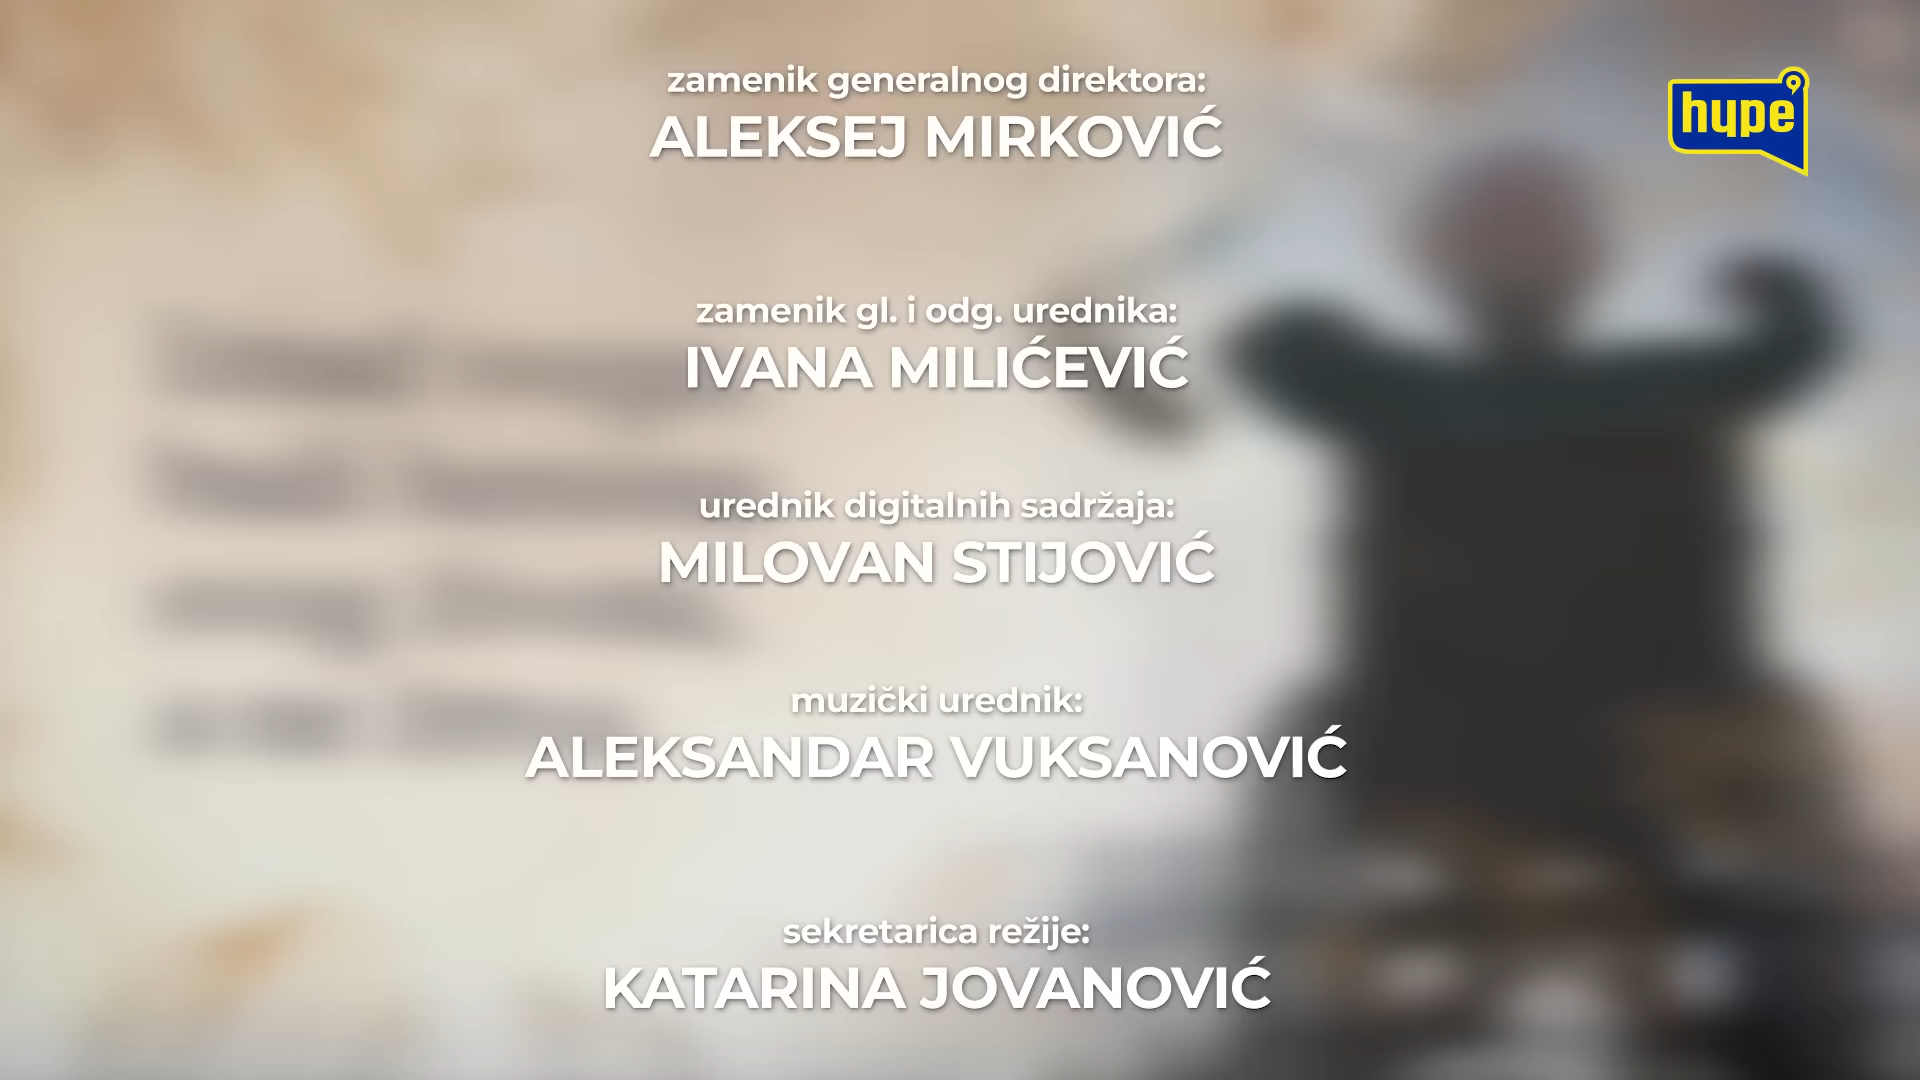 zamenik generalnog direktora:
ALEKSEJ MIRKOVIĆ
hype
zamenik gl. i odg. urednika:
IVANA MILIĆEVIĆ
urednik digitalnih sadržaja:
MILOVAN STIJOVIĆ
muzički urednik:
ALEKSANDAR VUKSANOVIĆ
sekretarica režije:
KATARINA JOVANOVIĆ